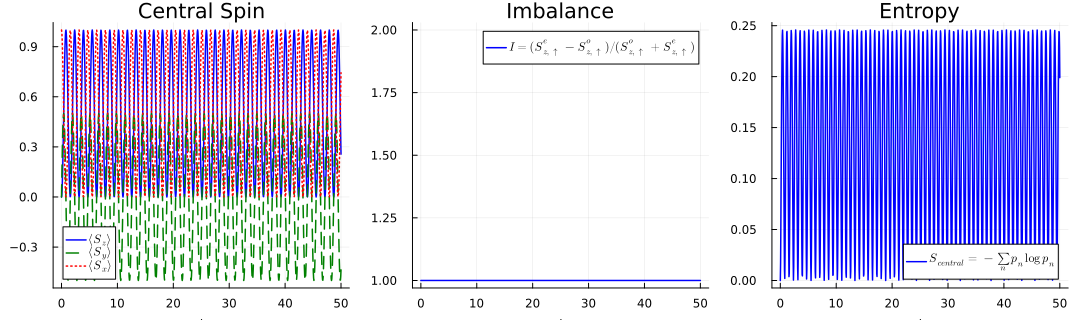 Central Spin
0.9
0.6
0.3
0.0
−0.3
⟨S_z⟩
⟨S_y⟩
⟨S_x⟩
0 10 20 30 40 50
Imbalance
2.00
1.75
1.50
1.25
1.00
I = (S^e_{z,↑} − S^o_{z,↑})/(S^o_{z,↑} + S^e_{z,↑})
0 10 20 30 40 50
Entropy
0.25
0.20
0.15
0.10
0.05
0.00
S_{central} = − ∑_n p_n log p_n
0 10 20 30 40 50